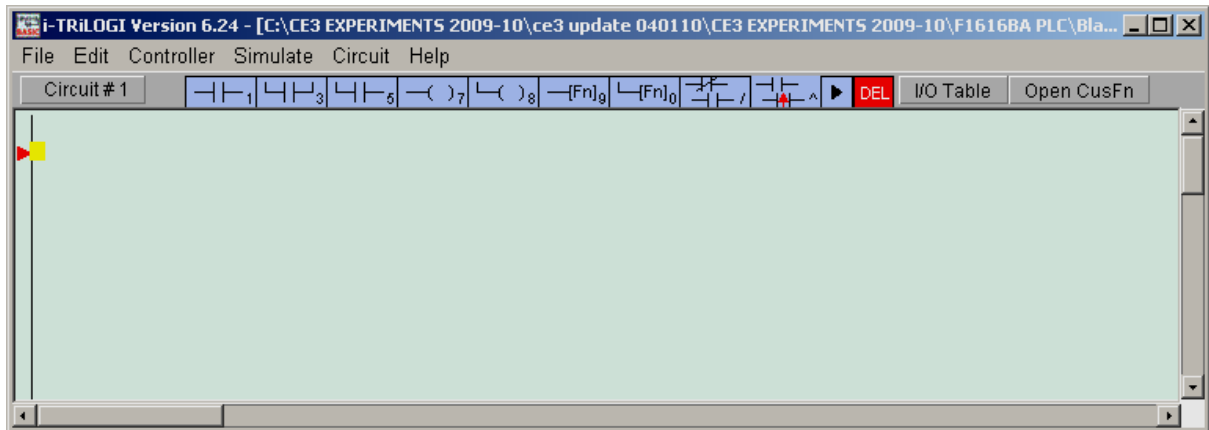 i-TRiLOGI Version 6.24 - [C:\CE3 EXPERIMENTS 2009-10\ce3 update 040110\CE3 EXPERIMENTS 2009-10\F1616BA PLC\Bla...
File Edit Controller Simulate Circuit Help
Circuit # 1 1 3 5 ( )7 ( )8 [Fn]9 [Fn]0 / ^ DEL I/O Table Open CusFn